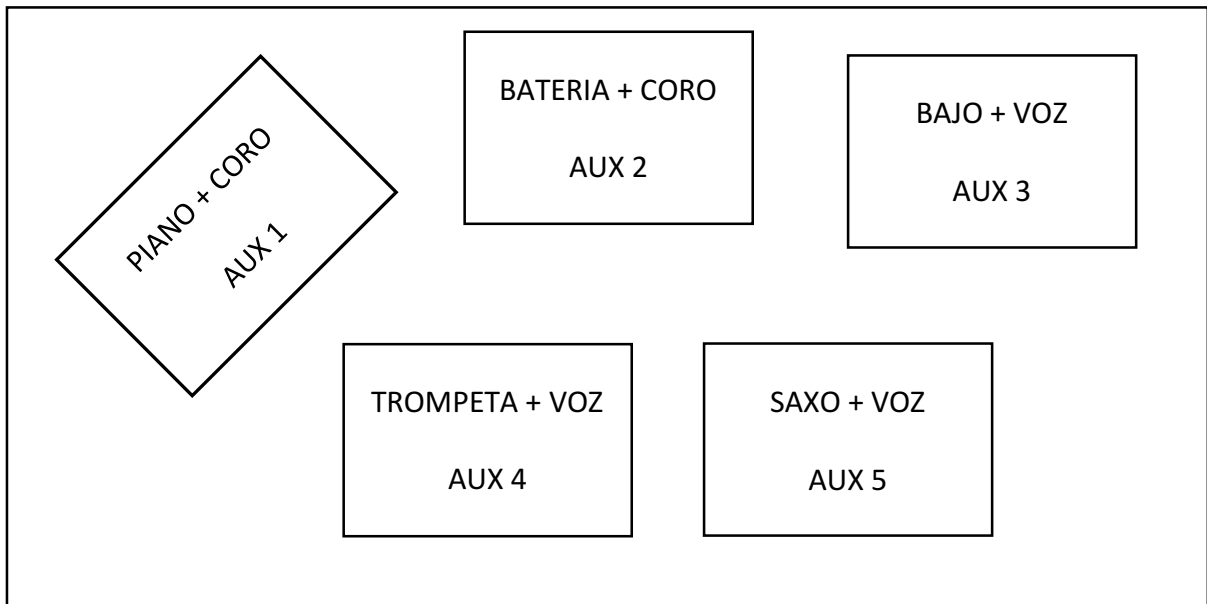 PIANO + CORO
AUX 1
BATERIA + CORO
AUX 2
BAJO + VOZ
AUX 3
TROMPETA + VOZ
AUX 4
SAXO + VOZ
AUX 5